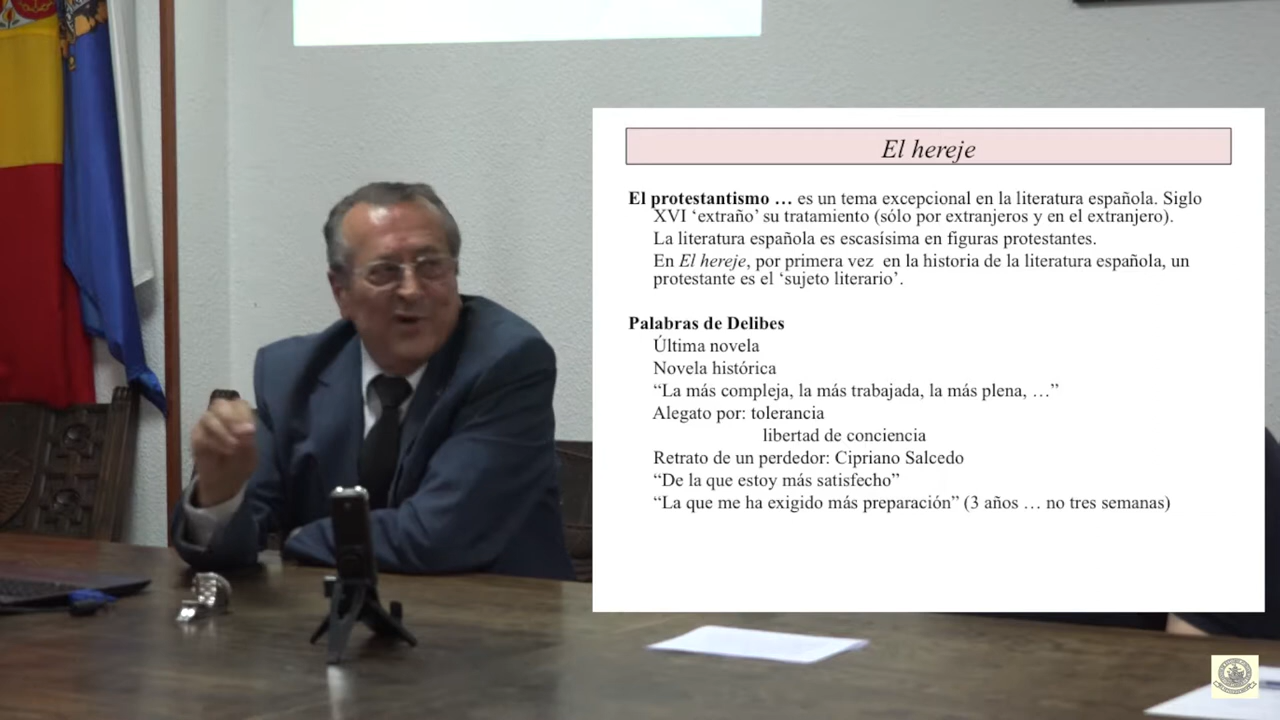 El hereje
El protestantismo … es un tema excepcional en la literatura española. Siglo
XVI ‘extraño’ su tratamiento (sólo por extranjeros y en el extranjero).
La literatura española es escasísima en figuras protestantes.
En El hereje, por primera vez en la historia de la literatura española, un
protestante es el ‘sujeto literario’.
Palabras de Delibes
Última novela
Novela histórica
“La más compleja, la más trabajada, la más plena, …”
Alegato por: tolerancia
libertad de conciencia
Retrato de un perdedor: Cipriano Salcedo
“De la que estoy más satisfecho”
“La que me ha exigido más preparación” (3 años … no tres semanas)